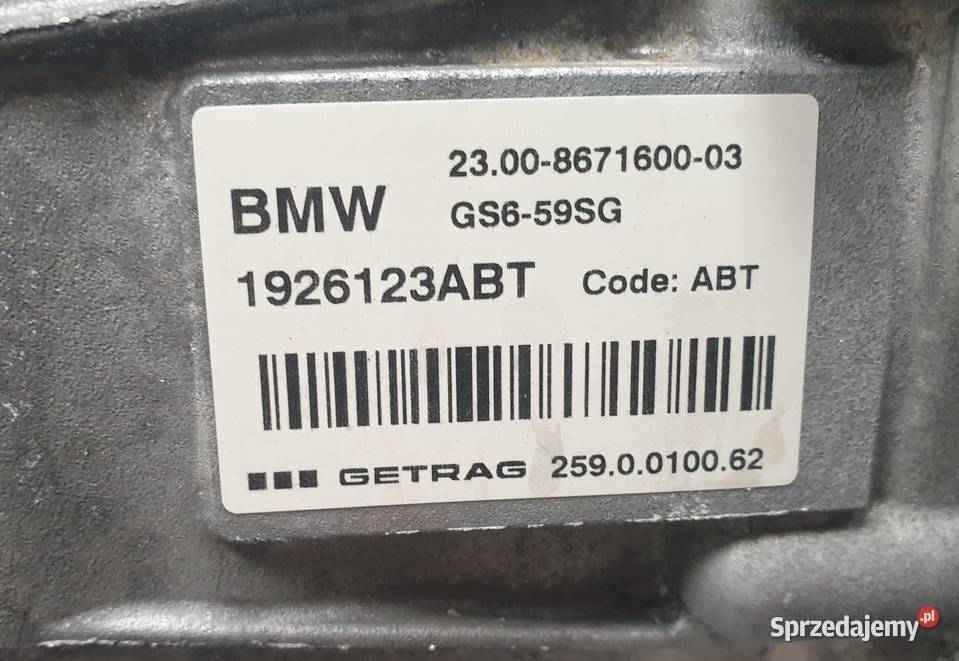 23.00-8671600-03
BMW GS6-59SG
1926123ABT Code: ABT
GETRAG 259.0.0100.62
Sprzedajemy.pl